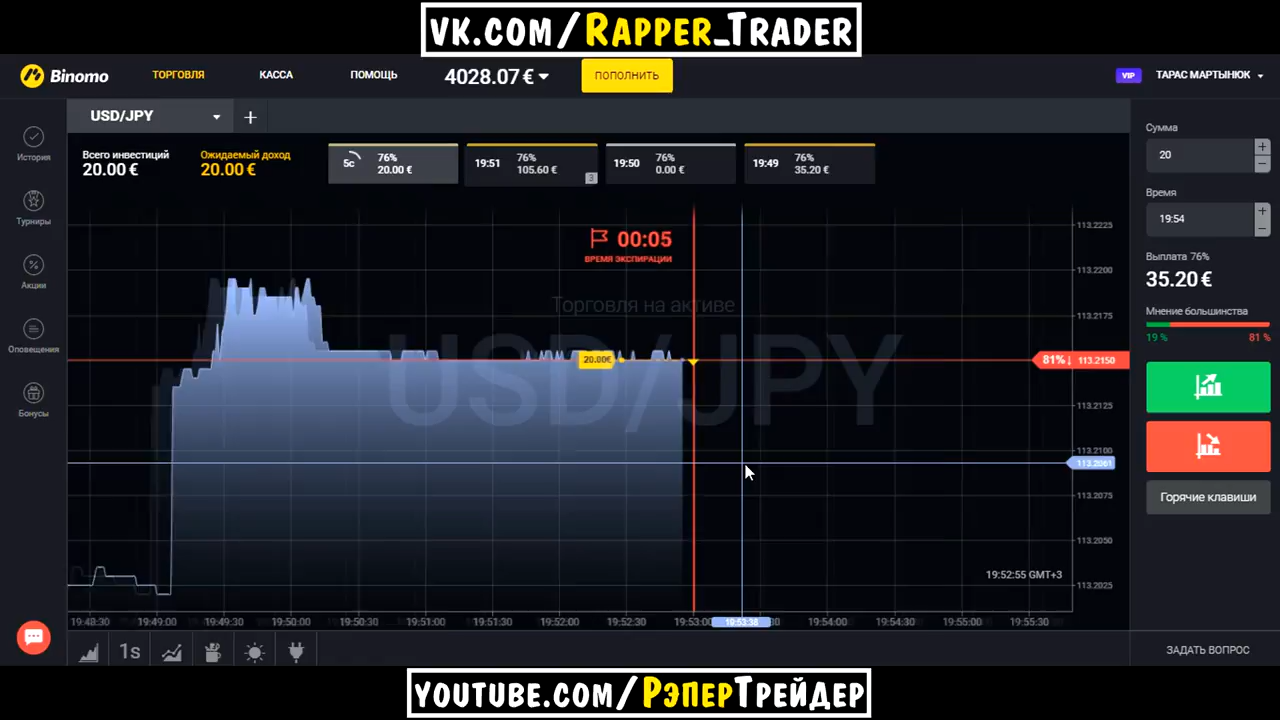 VK.COM/RAPPER_TRADER
Binomo
ТОРГОВЛЯ
КАССА
ПОМОЩЬ
4028.07 €
ПОПОЛНИТЬ
VIP
ТАРАС МАРТЫНЮК
USD/JPY
+
История
Турниры
Акции
Оповещения
Бонусы
Всего инвестиций
20.00 €
Ожидаемый доход
20.00 €
5с
76%
20.00 €
19:51
76%
105.60 €
3
19:50
76%
0.00 €
19:49
76%
35.20 €
00:05
ВРЕМЯ ЭКСПИРАЦИИ
Торговля на активе
USD/JPY
20.00€
113.2225
113.2200
113.2175
81%↓ 113.2150
113.2125
113.2100
113.2061
113.2075
113.2050
113.2025
19:52:55 GMT+3
19:48:30
19:49:00
19:49:30
19:50:00
19:50:30
19:51:00
19:51:30
19:52:00
19:52:30
19:53:00
19:53:38
19:54:00
19:54:30
19:55:00
19:55:30
1s
Сумма
20
Время
19:54
Выплата 76%
35.20 €
Мнение большинства
19 %
81 %
Горячие клавиши
ЗАДАТЬ ВОПРОС
YOUTUBE.COM/РЭПЕРТРЕЙДЕР